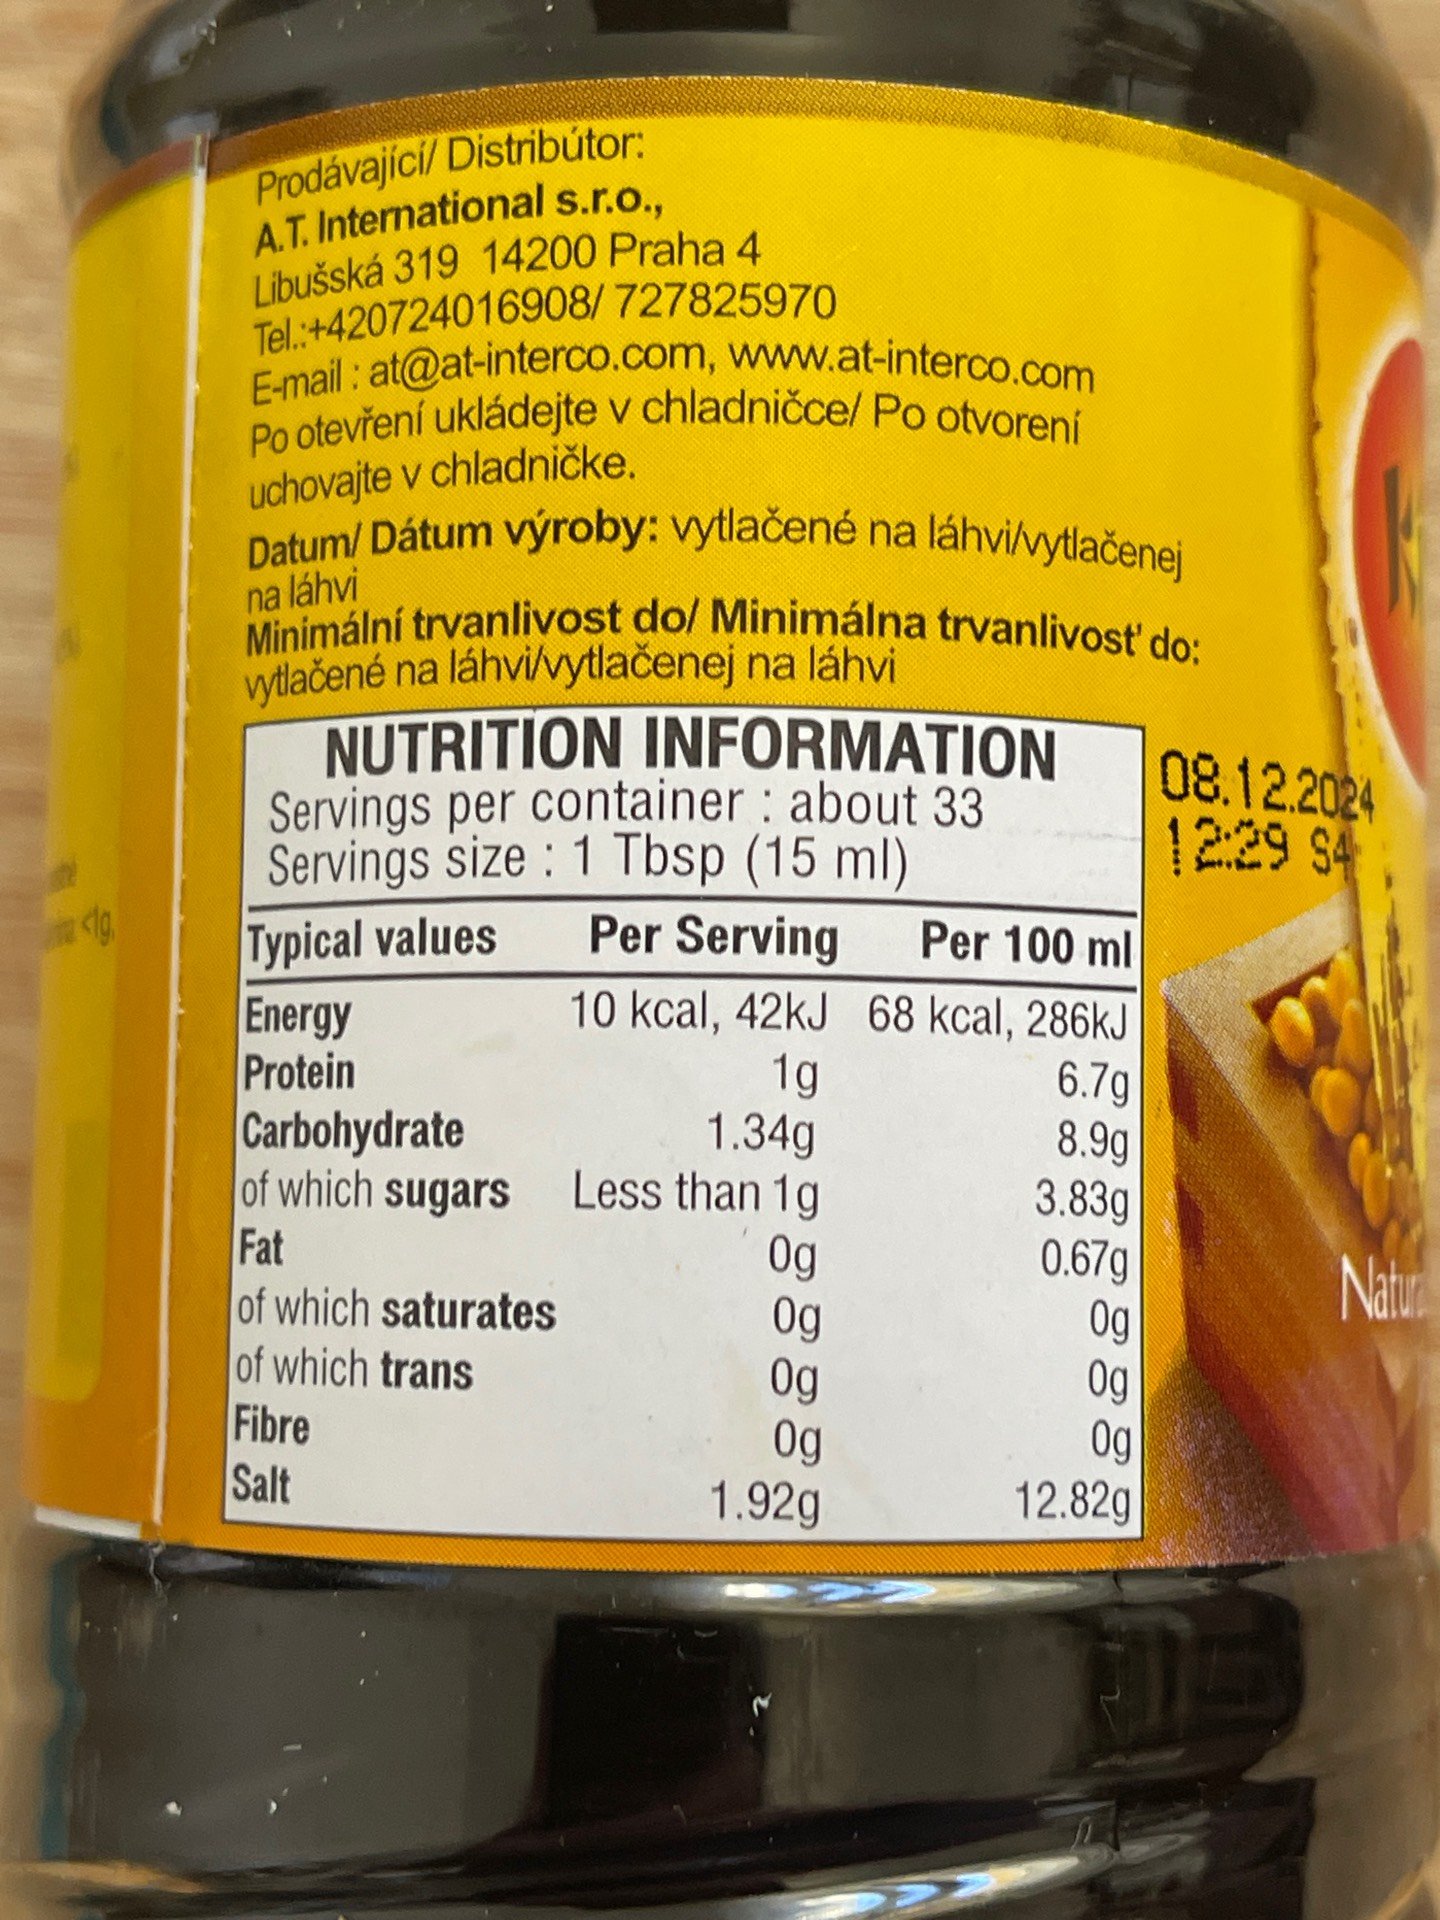 Prodávající/ Distribútor:
A.T. International s.r.o.,
Libušská 319 14200 Praha 4
Tel.:+420724016908/ 727825970
E-mail : at@at-interco.com, www.at-interco.com
Po otevření ukládejte v chladničce/ Po otvorení
uchovajte v chladničke.
Datum/ Dátum výroby: vytlačené na láhvi/vytlačenej
na láhvi
Minimální trvanlivost do/ Minimálna trvanlivosť do:
vytlačené na láhvi/vytlačenej na láhvi
NUTRITION INFORMATION
Servings per container : about 33
Servings size : 1 Tbsp (15 ml)
Typical values Per Serving Per 100 ml
Energy 10 kcal, 42kJ 68 kcal, 286kJ
Protein 1g 6.7g
Carbohydrate 1.34g 8.9g
of which sugars Less than 1g 3.83g
Fat 0g 0.67g
of which saturates 0g 0g
of which trans 0g 0g
Fibre 0g 0g
Salt 1.92g 12.82g
08.12.2024
12:29 S4
<1g,